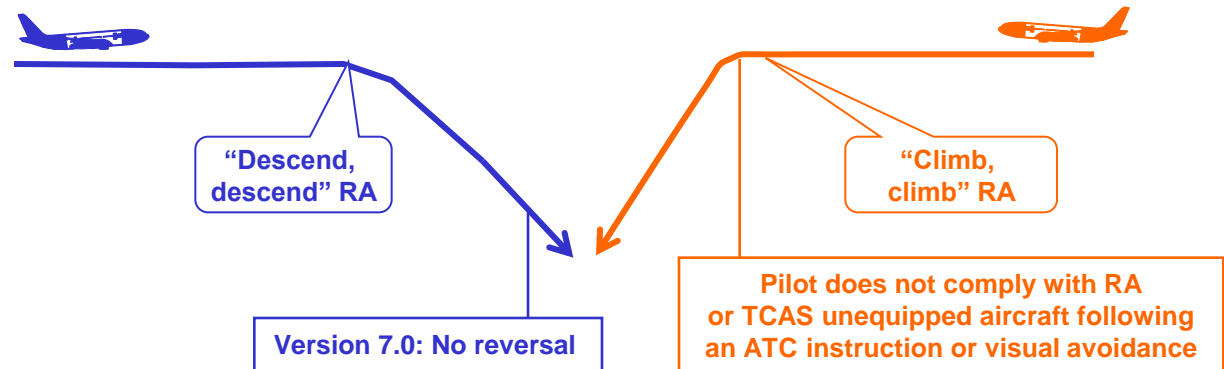 “Descend,
descend” RA
“Climb,
climb” RA
Version 7.0: No reversal
Pilot does not comply with RA
or TCAS unequipped aircraft following
an ATC instruction or visual avoidance